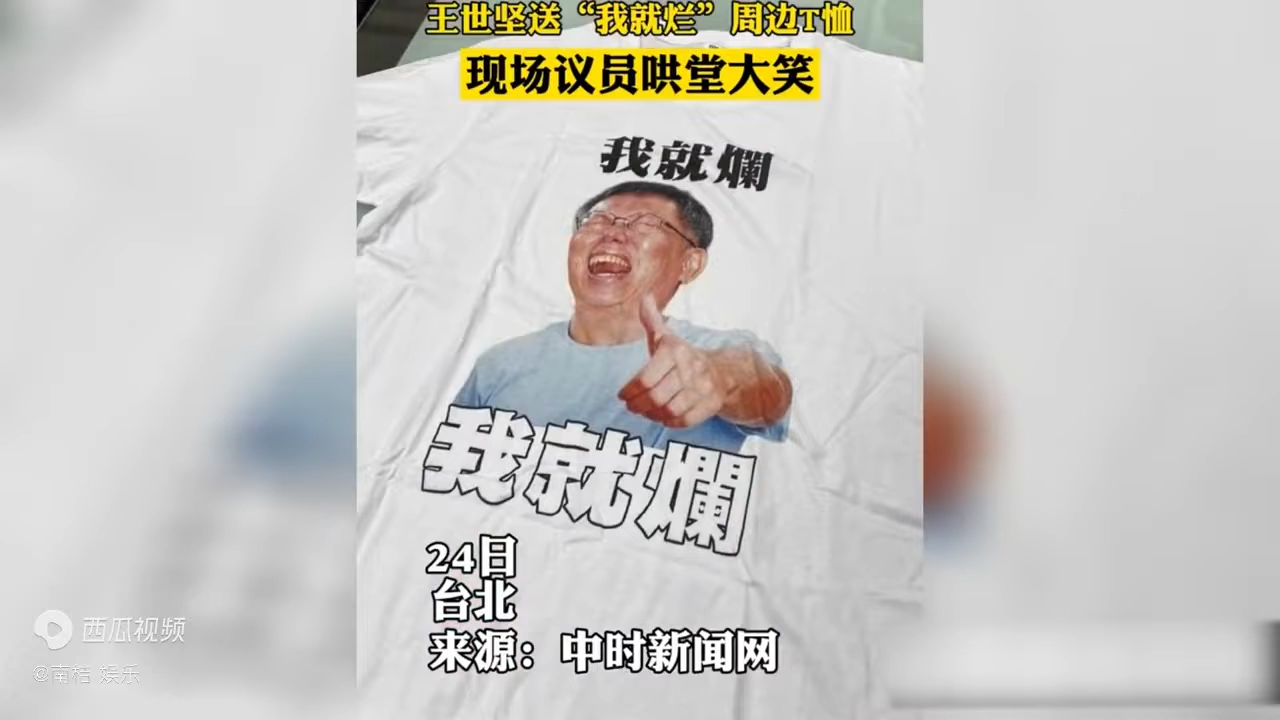 王世坚送“我就烂”周边T恤
现场议员哄堂大笑
我就爛
我就爛
24日
台北
来源：中时新闻网
西瓜视频
@南桔 娱乐